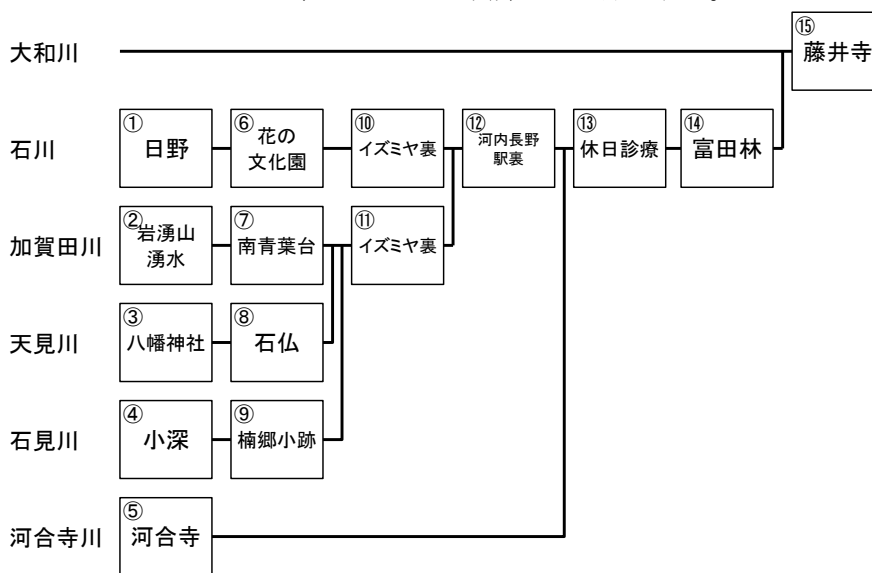 大和川
⑮
藤井寺
石川
①
日野
⑥
花の
文化園
⑩
イズミヤ裏
⑫
河内長野
駅裏
⑬
休日診療
⑭
富田林
加賀田川
②
岩湧山
湧水
⑦
南青葉台
⑪
イズミヤ裏
天見川
③
八幡神社
⑧
石仏
石見川
④
小深
⑨
楠郷小跡
河合寺川
⑤
河合寺